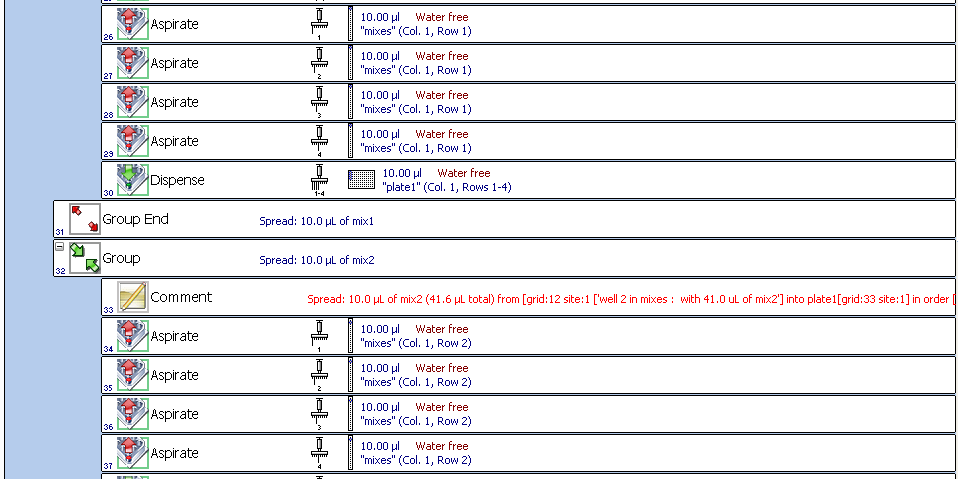 26 Aspirate 1 10.00 µl Water free
"mixes" (Col. 1, Row 1)
27 Aspirate 2 10.00 µl Water free
"mixes" (Col. 1, Row 1)
28 Aspirate 3 10.00 µl Water free
"mixes" (Col. 1, Row 1)
29 Aspirate 4 10.00 µl Water free
"mixes" (Col. 1, Row 1)
30 Dispense 1-4 10.00 µl Water free
"plate1" (Col. 1, Rows 1-4)
31 Group End Spread: 10.0 µL of mix1
32 Group Spread: 10.0 µL of mix2
33 Comment Spread: 10.0 µL of mix2 (41.6 µL total) from [grid:12 site:1 ['well 2 in mixes : with 41.0 uL of mix2'] into plate1[grid:33 site:1] in order [
34 Aspirate 1 10.00 µl Water free
"mixes" (Col. 1, Row 2)
35 Aspirate 2 10.00 µl Water free
"mixes" (Col. 1, Row 2)
36 Aspirate 3 10.00 µl Water free
"mixes" (Col. 1, Row 2)
37 Aspirate 4 10.00 µl Water free
"mixes" (Col. 1, Row 2)